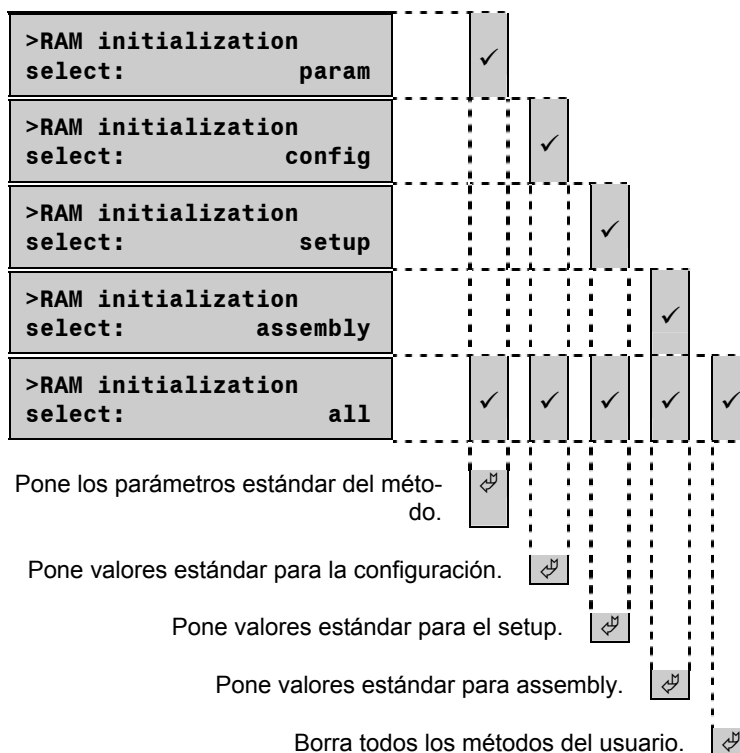 >RAM initialization
select: param
✓
>RAM initialization
select: config
✓
>RAM initialization
select: setup
✓
>RAM initialization
select: assembly
✓
>RAM initialization
select: all
✓ ✓ ✓ ✓ ✓
Pone los parámetros estándar del méto-
do.
Pone valores estándar para la configuración.
Pone valores estándar para el setup.
Pone valores estándar para assembly.
Borra todos los métodos del usuario.